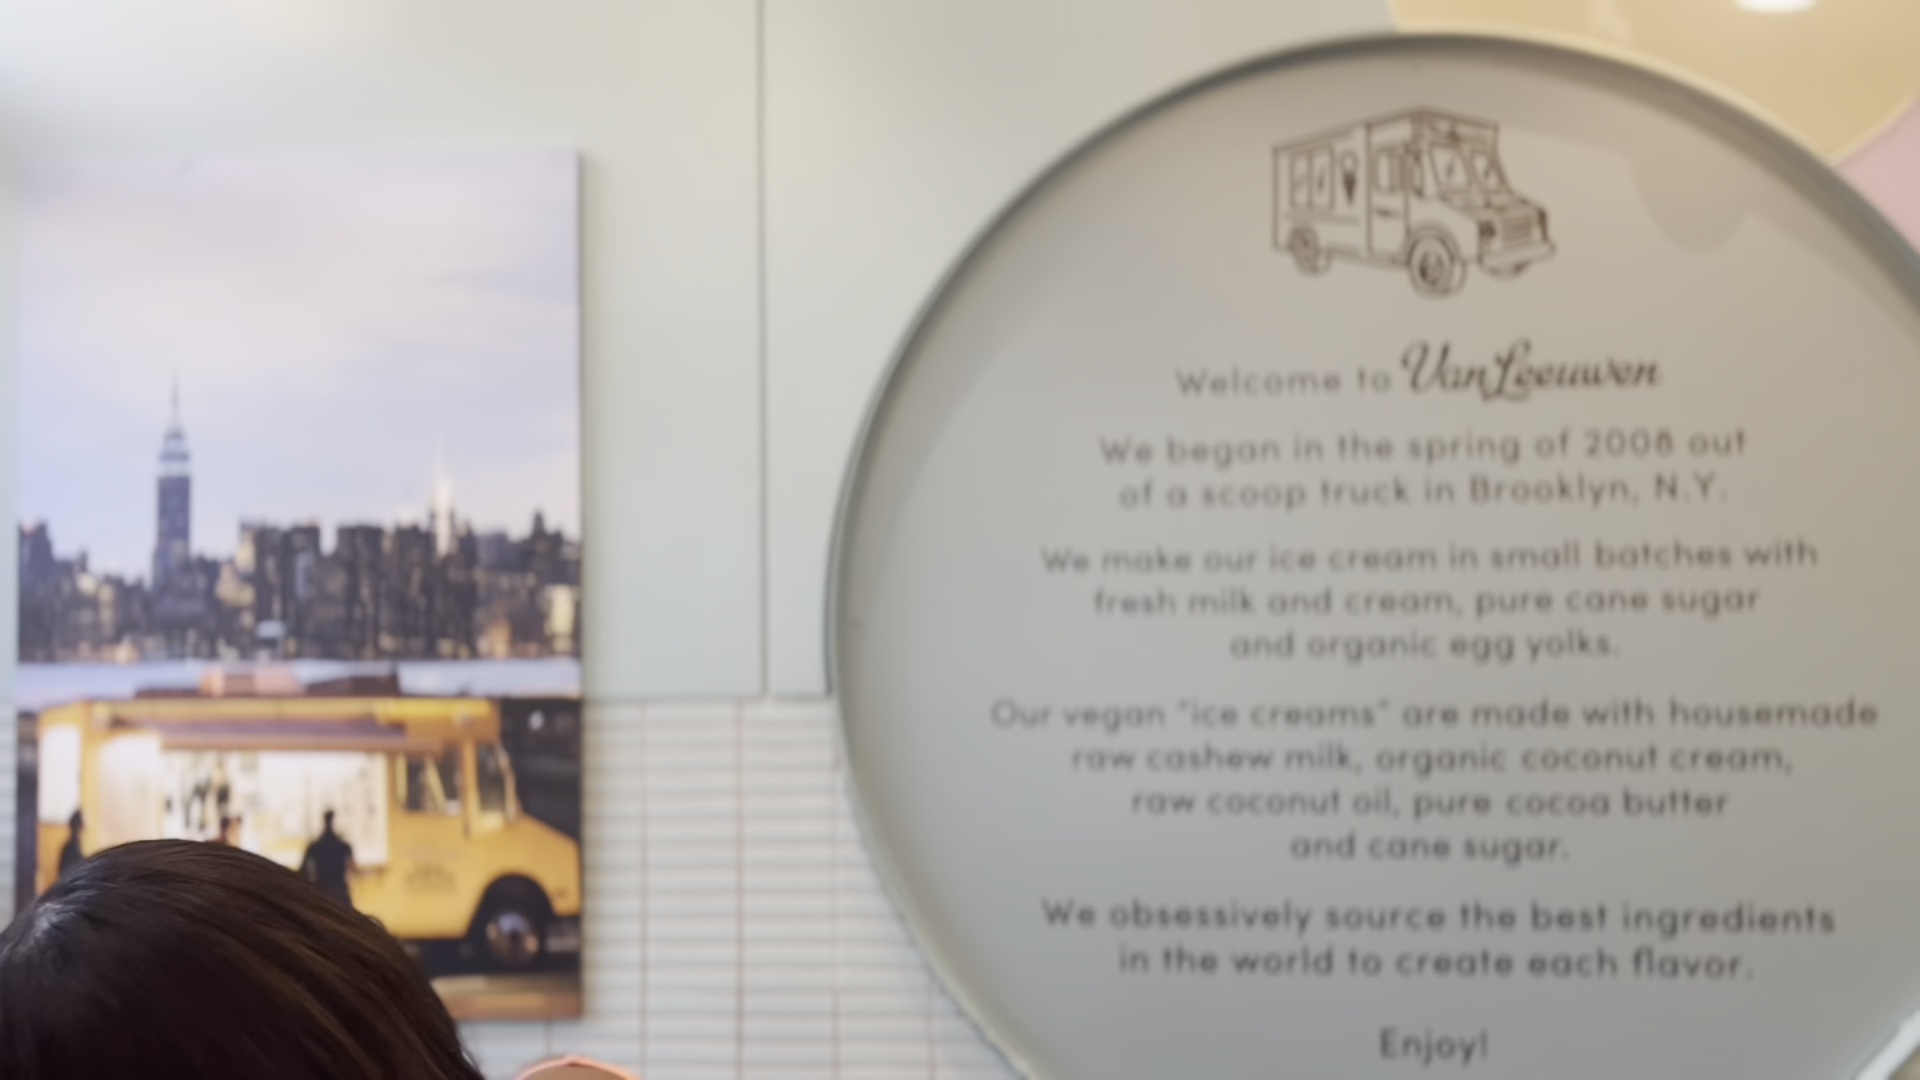 Welcome to Van Leeuwen
We began in the spring of 2008 out
of a scoop truck in Brooklyn, N.Y.
We make our ice cream in small batches with
fresh milk and cream, pure cane sugar
and organic egg yolks.
Our vegan "ice creams" are made with housemade
raw cashew milk, organic coconut cream,
raw coconut oil, pure cocoa butter
and cane sugar.
We obsessively source the best ingredients
in the world to create each flavor.
Enjoy!